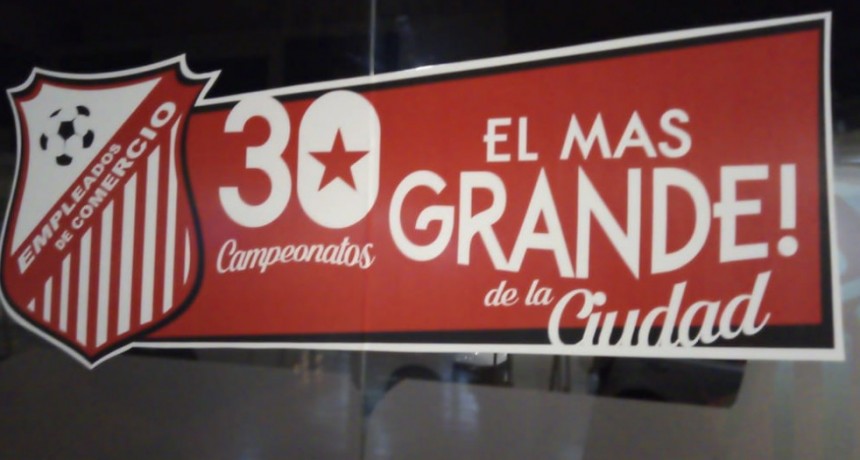 EMPLEADOS
DE COMERCIO
30
Campeonatos
EL MAS
GRANDE!
de la
Ciudad